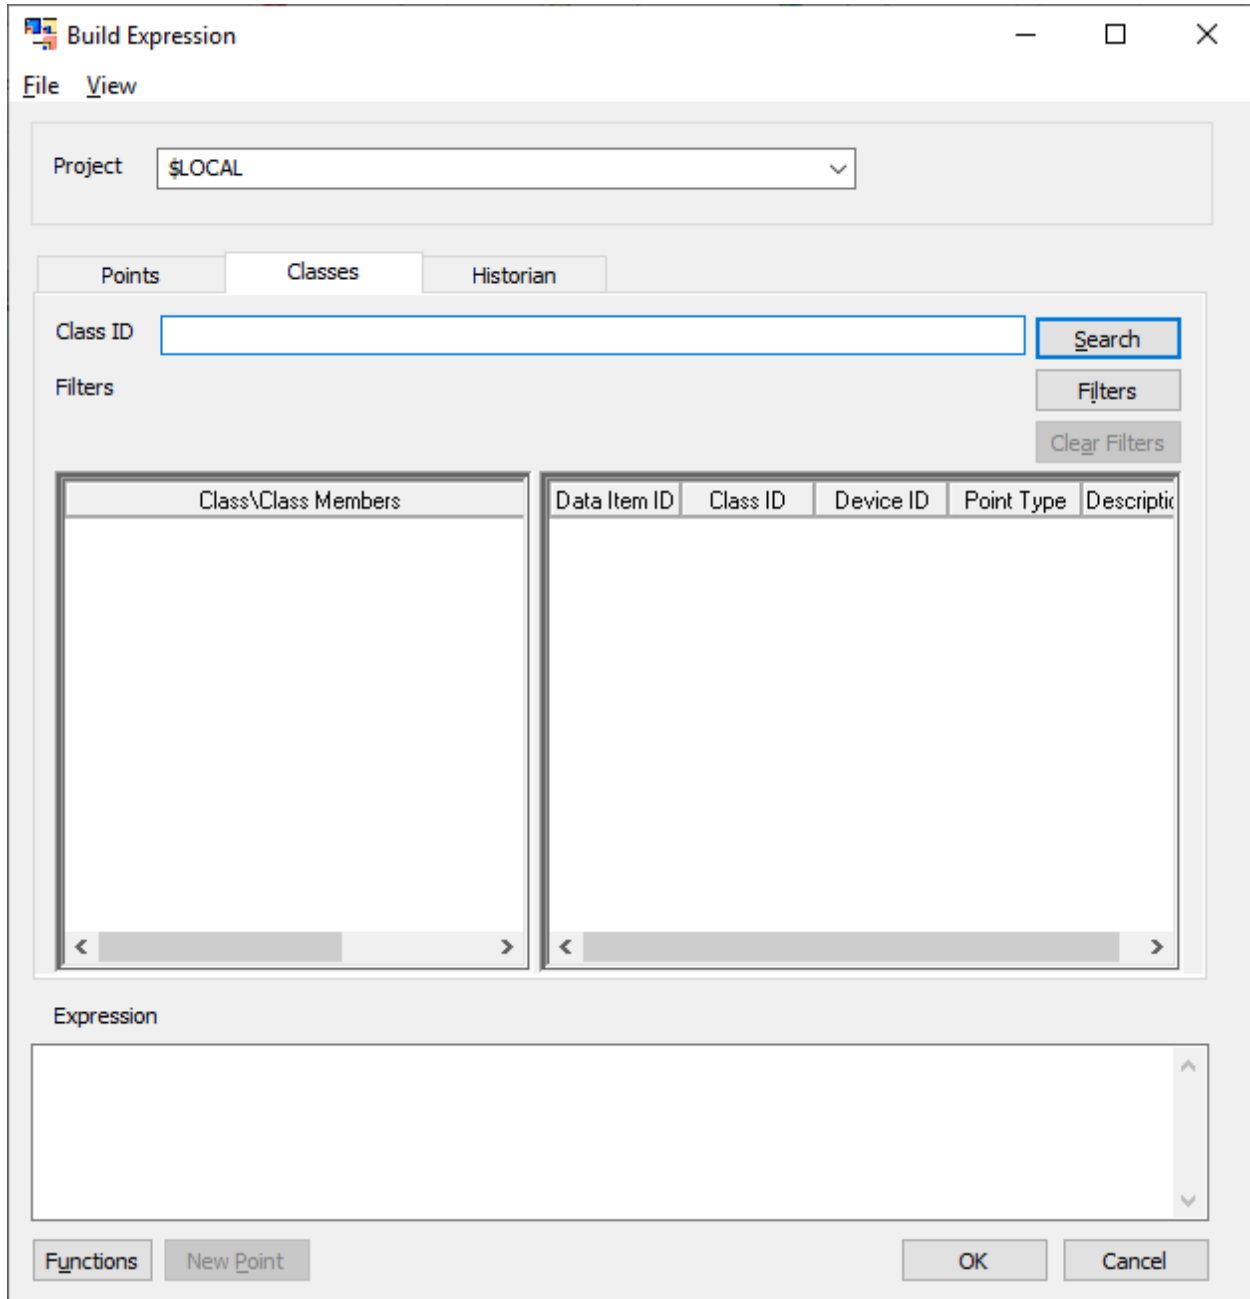 Build Expression
File View
Project $LOCAL
Points Classes Historian
Class ID Search
Filters Filters
Clear Filters
Class\Class Members Data Item ID Class ID Device ID Point Type Descriptic
Expression
Functions New Point OK Cancel